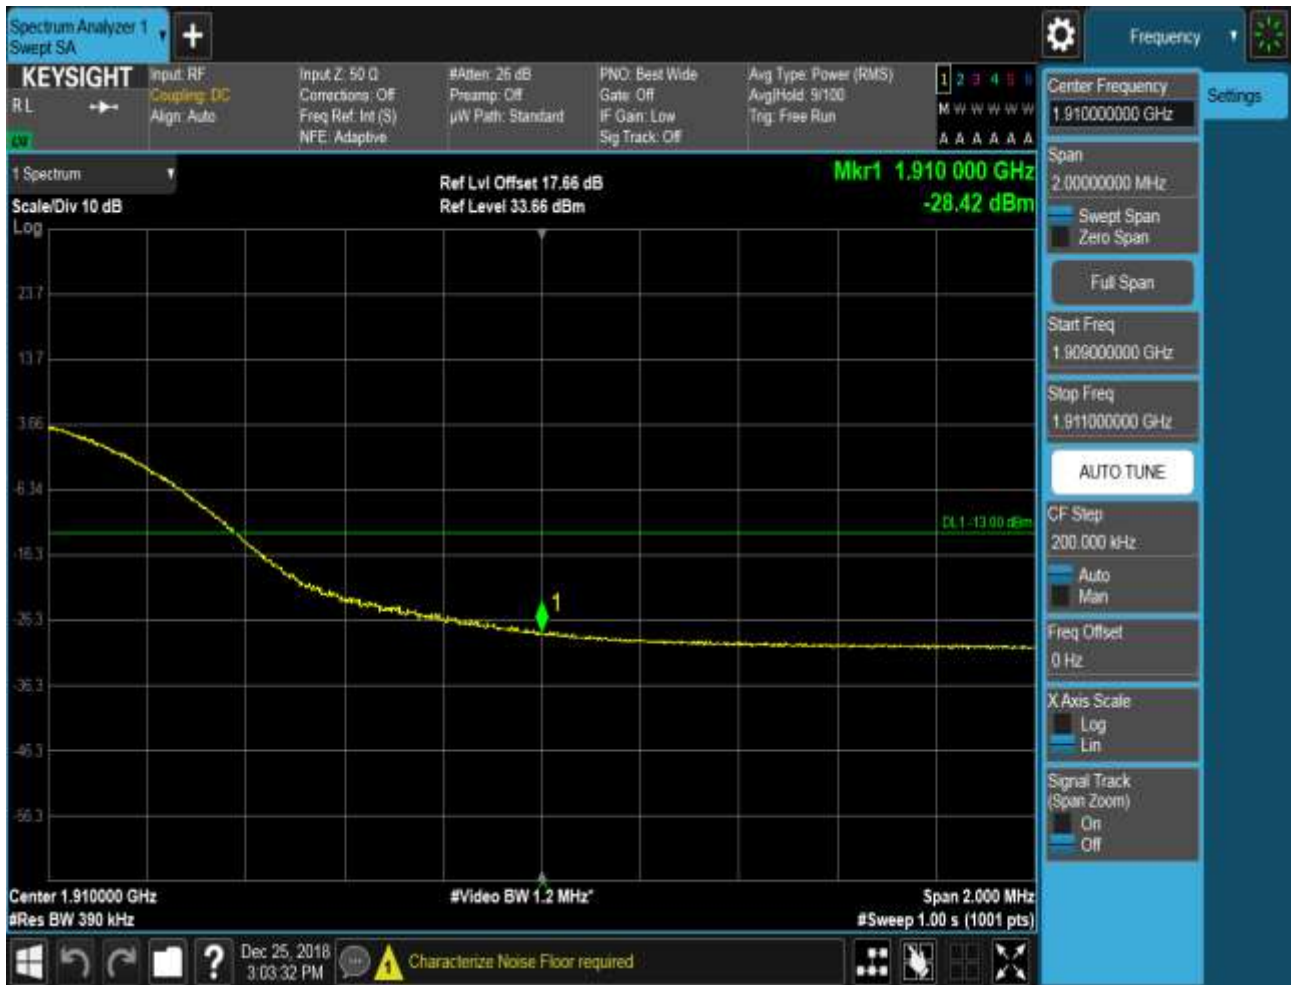 Spectrum Analyzer 1
Swept SA
Frequency
KEYSIGHT
R L
Input: RF
Coupling: DC
Align: Auto
Input Z: 50 Ω
Corrections: Off
Freq Ref: Int (S)
NFE: Adaptive
#Atten: 26 dB
Preamp: Off
µW Path: Standard
PNO: Best Wide
Gate: Off
IF Gain: Low
Sig Track: Off
Avg Type: Power (RMS)
Avg|Hold: 9/100
Trig: Free Run
1 2 3 4 5 6
M W W W W W
A A A A A A
1 Spectrum
Scale/Div 10 dB
Log
Ref Lvl Offset 17.66 dB
Ref Level 33.66 dBm
Mkr1 1.910 000 GHz
-28.42 dBm
23.7
13.7
3.66
-6.34
-16.3
-26.3
-36.3
-46.3
-56.3
DL1 -13.00 dBm
1
Center 1.910000 GHz
#Res BW 390 kHz
#Video BW 1.2 MHz*
Span 2.000 MHz
#Sweep 1.00 s (1001 pts)
Center Frequency
1.910000000 GHz
Settings
Span
2.00000000 MHz
Swept Span
Zero Span
Full Span
Start Freq
1.909000000 GHz
Stop Freq
1.911000000 GHz
AUTO TUNE
CF Step
200.000 kHz
Auto
Man
Freq Offset
0 Hz
X Axis Scale
Log
Lin
Signal Track
(Span Zoom)
On
Off
?
Dec 25, 2018
3:03:32 PM
Characterize Noise Floor required